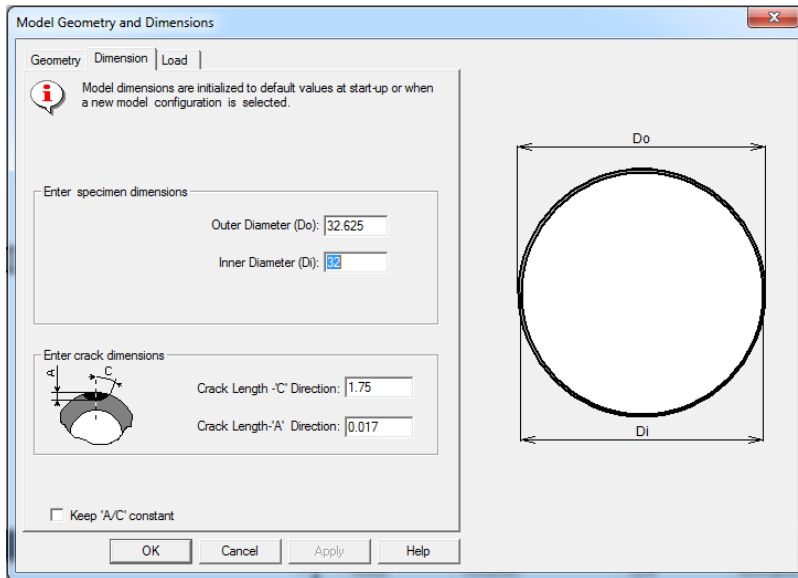 Model Geometry and Dimensions
Geometry Dimension Load
Model dimensions are initialized to default values at start-up or when
a new model configuration is selected.
Enter specimen dimensions
Outer Diameter (Do): 32.625
Inner Diameter (Di): 32
Enter crack dimensions
A
C
Crack Length -'C' Direction: 1.75
Crack Length-'A' Direction: 0.017
Keep 'A/C' constant
OK Cancel Apply Help
Do
Di